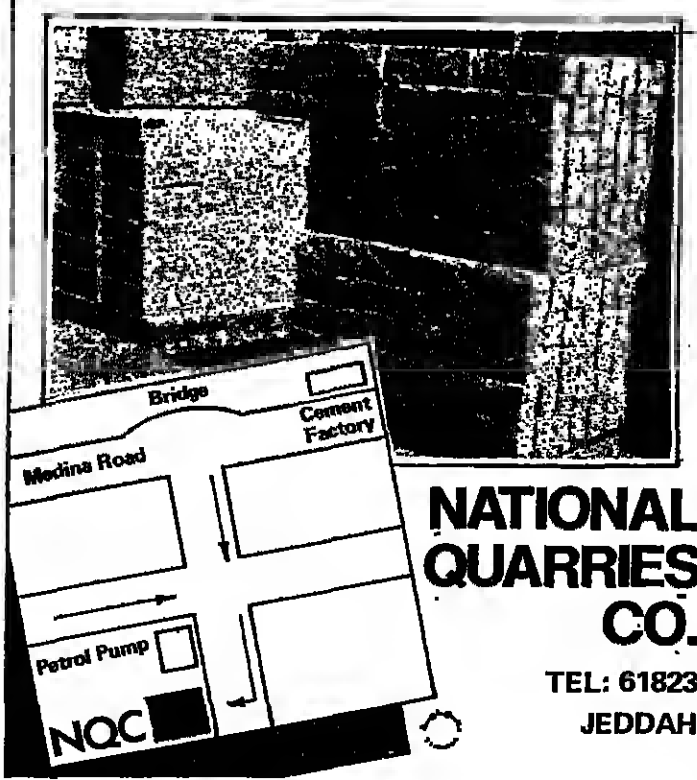 Bridge
Cement
Factory
Medina Road
Petrol Pump
NQC
NATIONAL
QUARRIES
CO.
TEL: 61823
JEDDAH